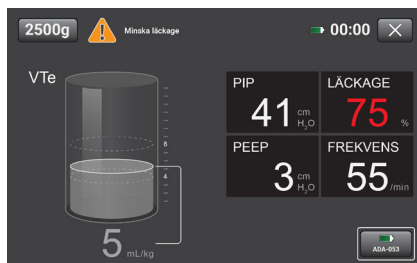 2500g
Minska läckage
00:00
VTe
8
4
5 mL/kg
PIP
41 cm H₂O
LÄCKAGE
75 %
PEEP
3 cm H₂O
FREKVENS
55 /min
ADA-053